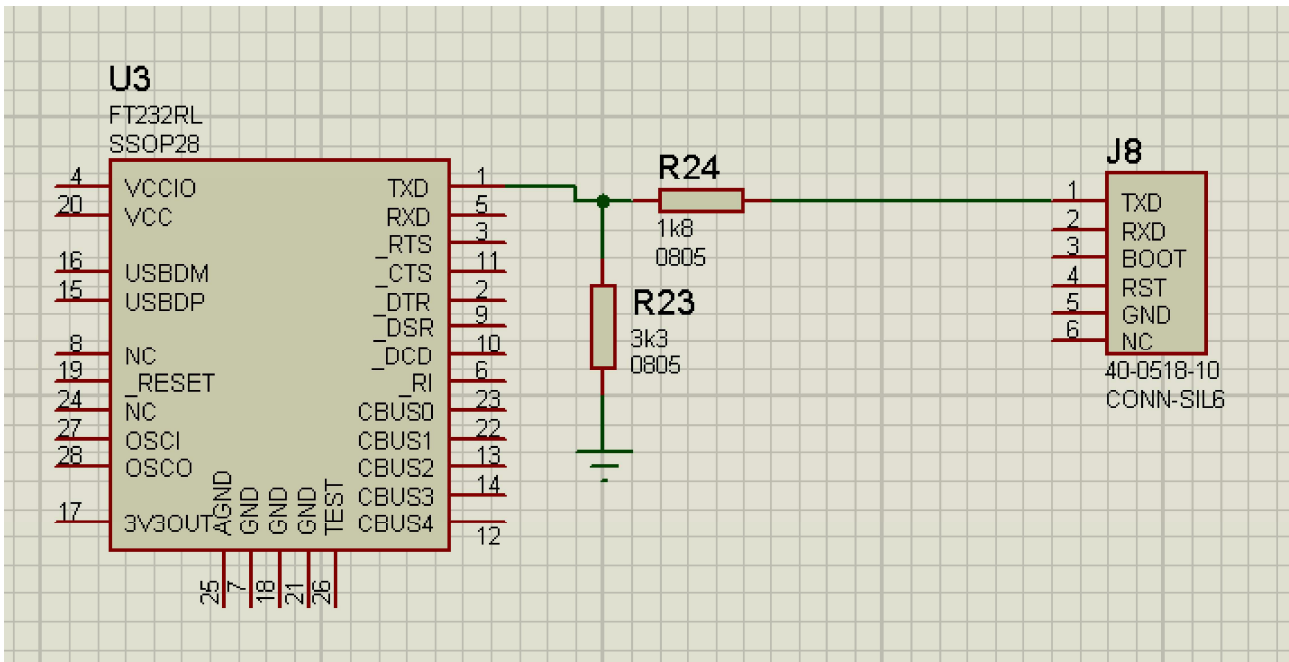 U3
FT232RL
SSOP28
4 VCCIO TXD 1
20 VCC RXD 5
_RTS 3
16 USBDM _CTS 11
15 USBDP _DTR 2
_DSR 9
8 NC _DCD 10
19 _RESET _RI 6
24 NC CBUS0 23
27 OSCI CBUS1 22
28 OSCO CBUS2 13
CBUS3 14
17 3V3OUT CBUS4 12
AGND GND GND GND TEST
25 7 18 21 26
R24
1k8
0805
R23
3k3
0805
J8
1 TXD
2 RXD
3 BOOT
4 RST
5 GND
6 NC
40-0518-10
CONN-SIL6